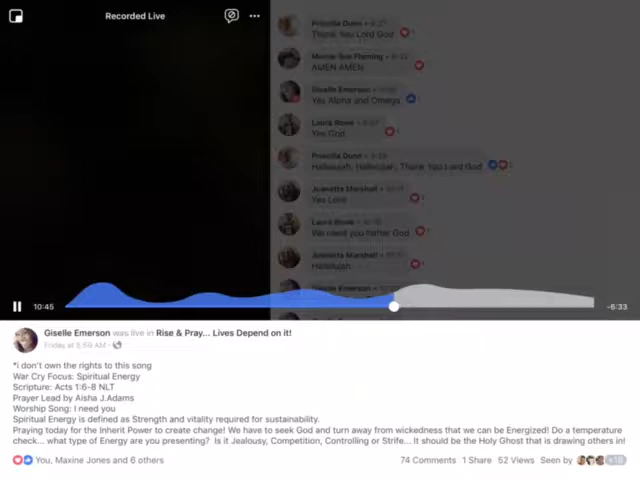 Recorded Live
Priscilla Dunn
Thank You Lord God
Fleming
AMEN AMEN
Giselle Emerson
Yes Alpha and Omega
Laura Rowe
Yes God
Priscilla Dunn
Hallelujah, Hallelujah, Thank You Lord God
Jeanetta Marshall
Yes Lord
Laura Rowe
We need you father God
Jeanetta Marshall
Hallelujah
Emerson
10:45
-6:33
Giselle Emerson was live in Rise & Pray... Lives Depend on it!
Friday at 5:59 AM
*i don't own the rights to this song
War Cry Focus: Spiritual Energy
Scripture: Acts 1:6-8 NLT
Prayer Lead by Aisha J.Adams
Worship Song: I need you
Spiritual Energy is defined as Strength and vitality required for sustainability.
Praying today for the Inherit Power to create change! We have to seek God and turn away from wickedness that we can be Energized! Do a temperature
check... what type of Energy are you presenting? Is it Jealousy, Competition, Controlling or Strife... It should be the Holy Ghost that is drawing others in!
You, Maxine Jones and 6 others
74 Comments 1 Share 52 Views Seen by